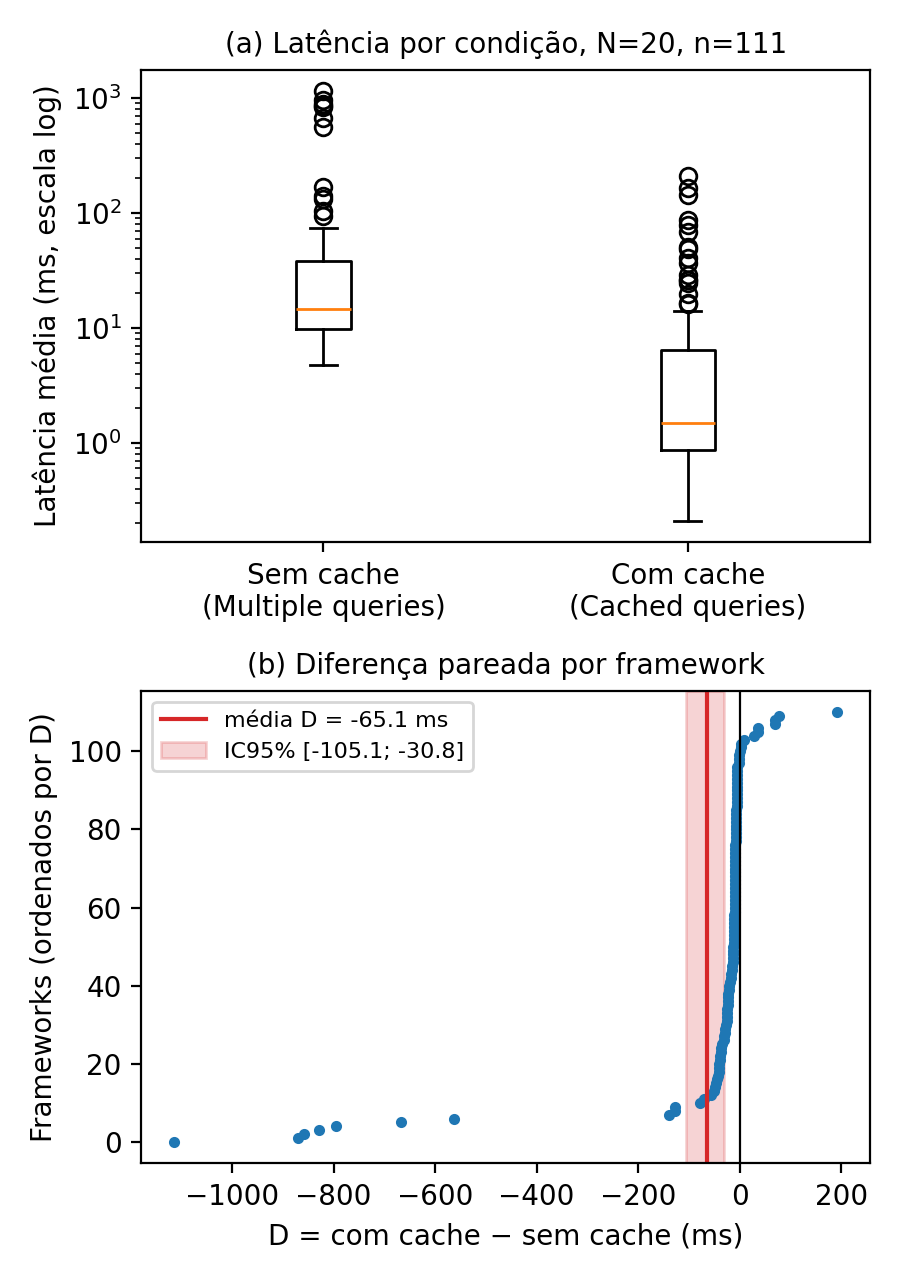 (a) Latência por condição, N=20, n=111
Latência média (ms, escala log)
10³
10²
10¹
10⁰
Sem cache
(Multiple queries)
Com cache
(Cached queries)
(b) Diferença pareada por framework
média D = -65.1 ms
IC95% [-105.1; -30.8]
Frameworks (ordenados por D)
100
80
60
40
20
0
−1000
−800
−600
−400
−200
0
200
D = com cache − sem cache (ms)